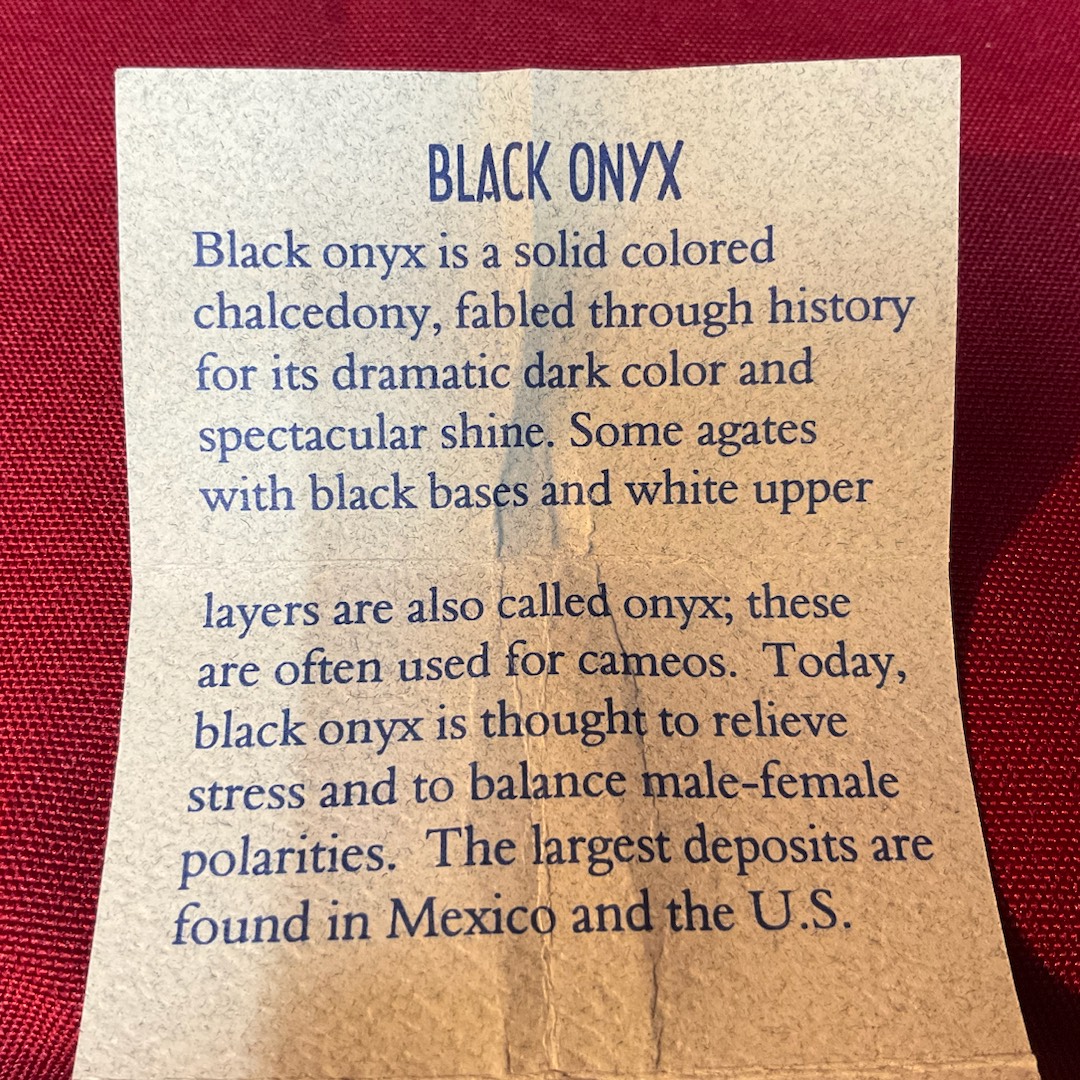 BLACK ONYX
Black onyx is a solid colored
chalcedony, fabled through history
for its dramatic dark color and
spectacular shine. Some agates
with black bases and white upper
layers are also called onyx; these
are often used for cameos. Today,
black onyx is thought to relieve
stress and to balance male-female
polarities. The largest deposits are
found in Mexico and the U.S.